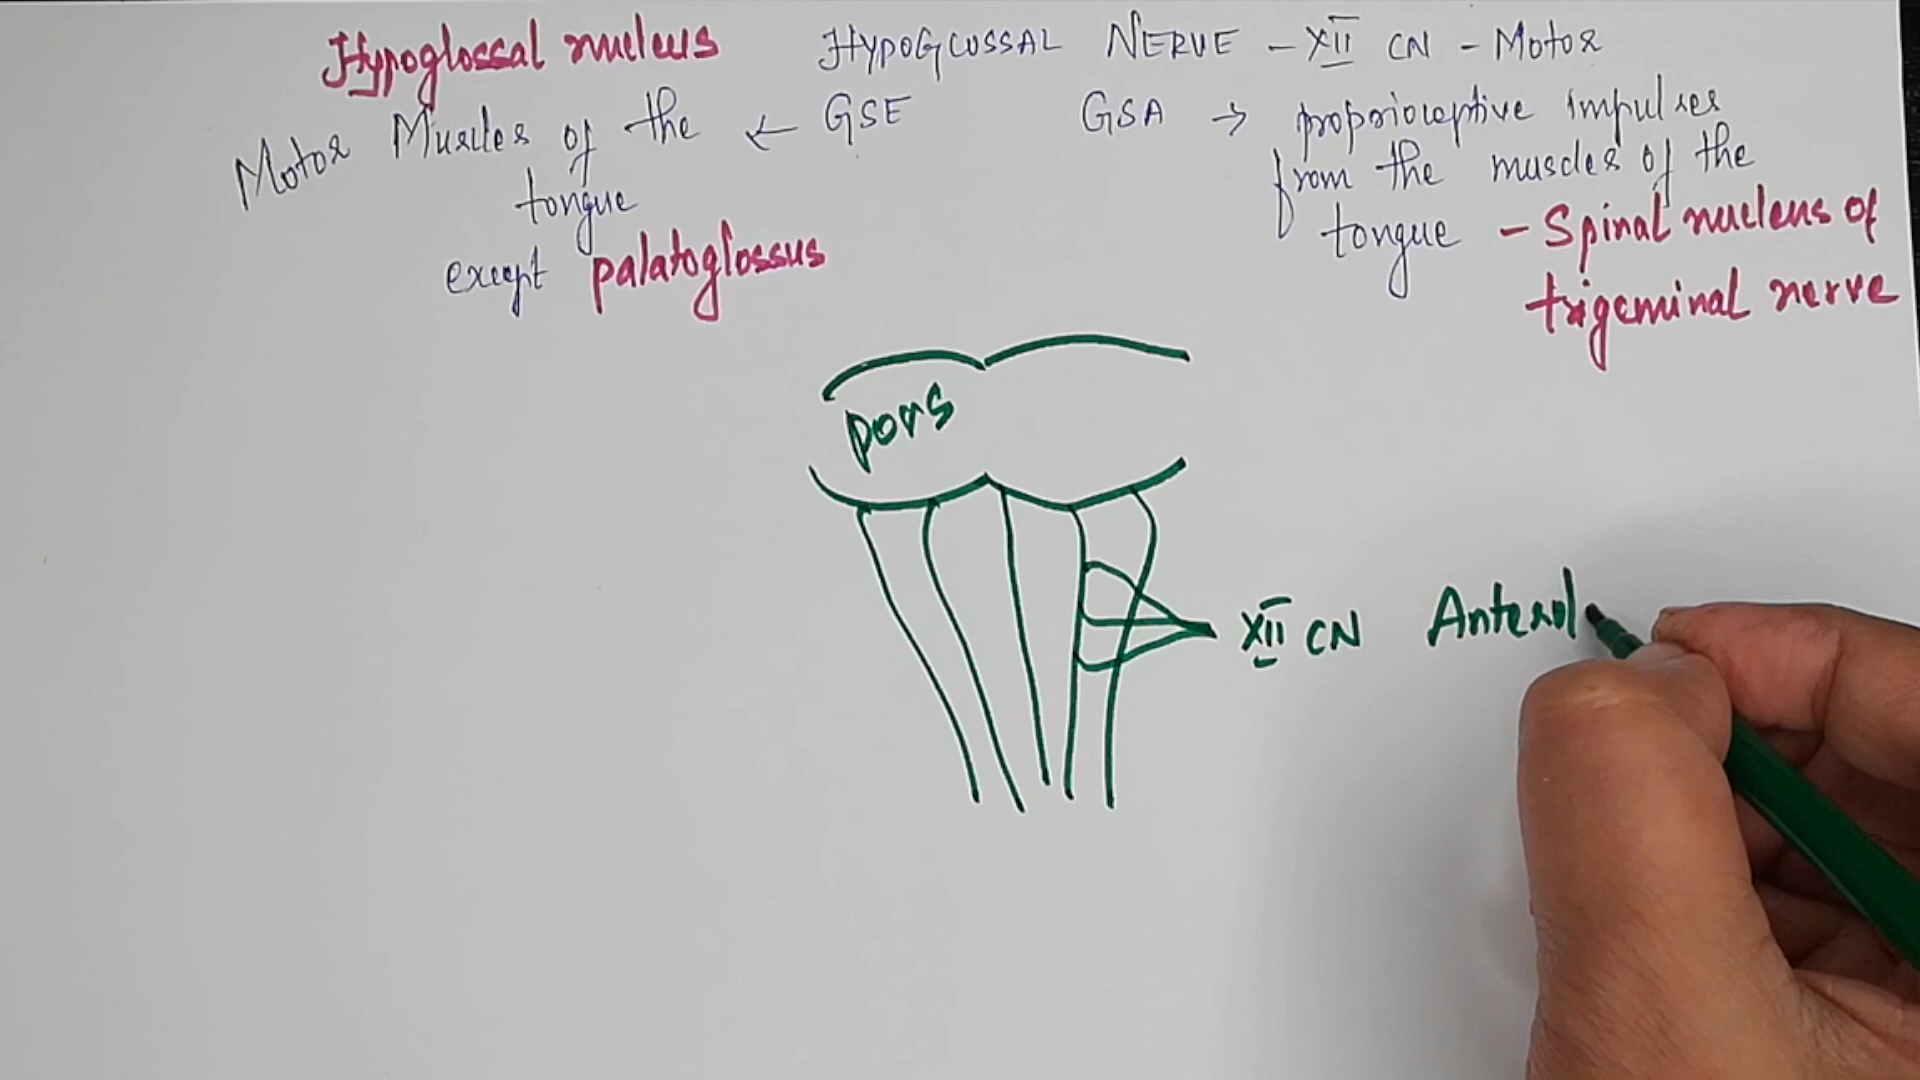 Hypoglossal nucleus HYPOGLOSSAL NERVE - XII CN - Motor
Motor Muscles of the ← GSE GSA → proprioceptive impulses
tongue from the muscles of the
except palatoglossus tongue - Spinal nucleus of
trigeminal nerve
pons
XII CN Anterol